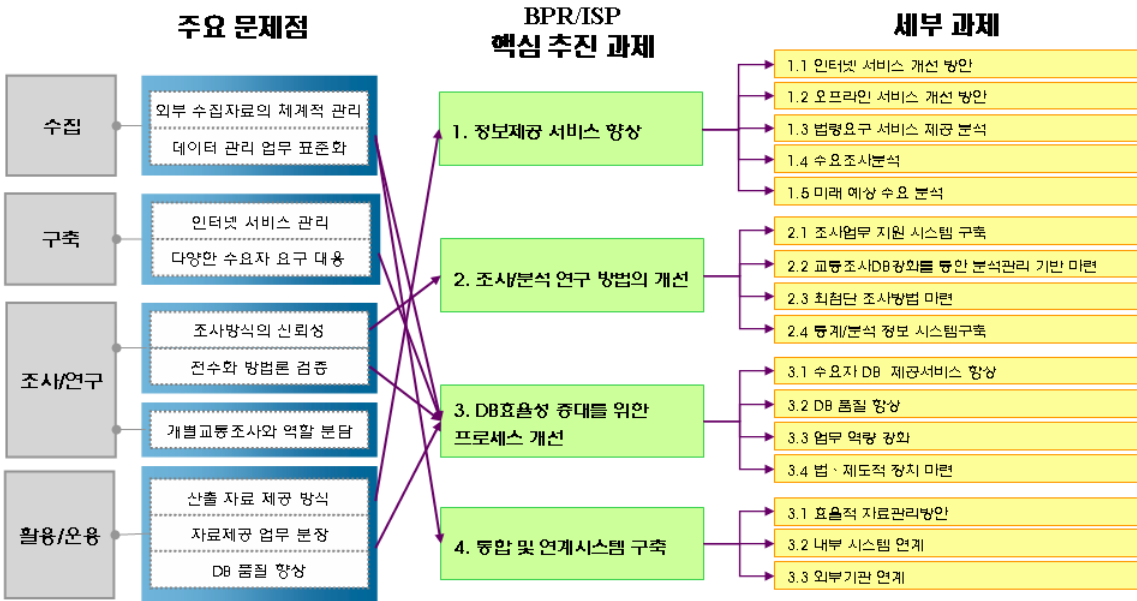 주요 문제점
BPR/ISP
핵심 추진 과제
세부 과제
수집
외부 수집자료의 체계적 관리
데이터 관리 업무 표준화
구축
인터넷 서비스 관리
다양한 수요자 요구 대응
조사/연구
조사방식의 신뢰성
전수화 방법론 검증
개별교통조사와 역할 분담
활용/운용
산출 자료 제공 방식
자료제공 업무 분장
DB 품질 향상
1. 정보제공 서비스 향상
2. 조사/분석 연구 방법의 개선
3. DB효율성 증대를 위한
프로세스 개선
4. 통합 및 연계시스템 구축
1.1 인터넷 서비스 개선 방안
1.2 오프라인 서비스 개선 방안
1.3 법령요구 서비스 제공 분석
1.4 수요조사분석
1.5 미래 예상 수요 분석
2.1 조사업무 지원 시스템 구축
2.2 교통조사DB강화를 통한 분석관리 기반 마련
2.3 최첨단 조사방법 마련
2.4 통계/분석 정보 시스템구축
3.1 수요자 DB 제공서비스 향상
3.2 DB 품질 향상
3.3 업무 역량 강화
3.4 법ㆍ제도적 장치 마련
3.1 효율적 자료관리방안
3.2 내부 시스템 연계
3.3 외부기관 연계